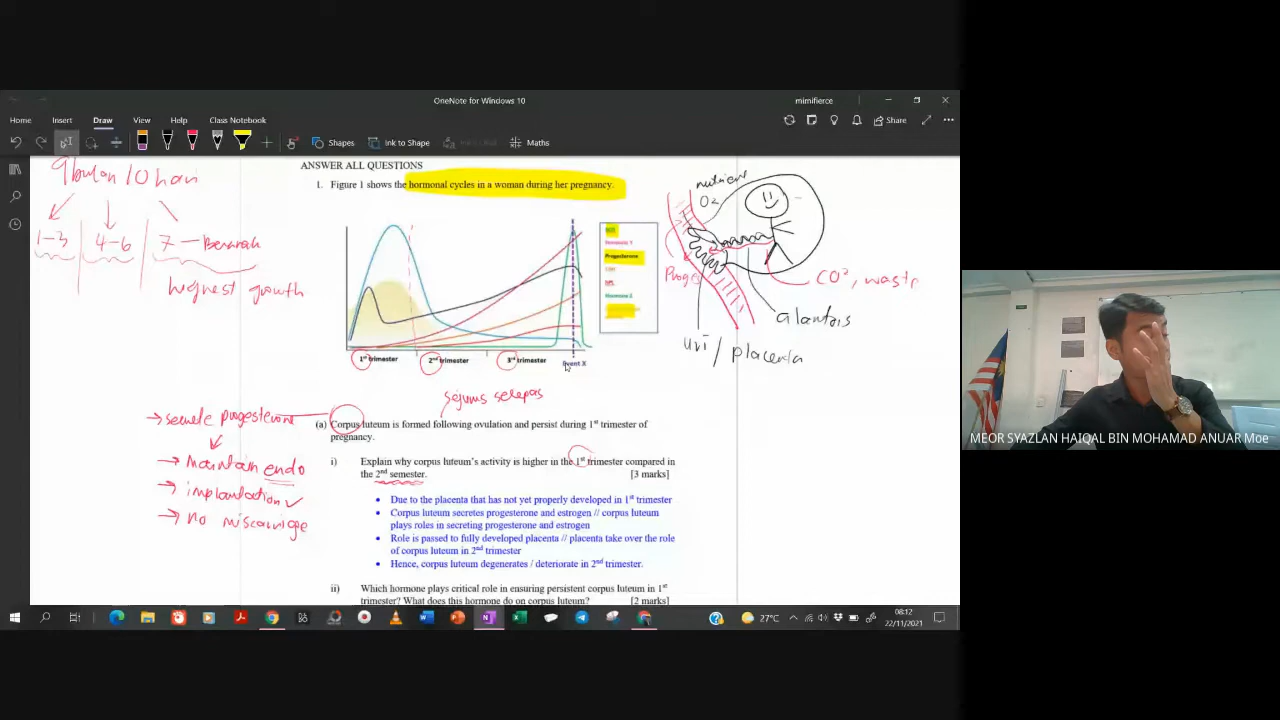 OneNote for Windows 10
mimifierce
Home Insert Draw View Help Class Notebook
Shapes Ink to Shape Maths Share
9 bulan 10 hari
1-3 4-6 7 - Bersalin
highest growth
ANSWER ALL QUESTIONS
1. Figure 1 shows the hormonal cycles in a woman during her pregnancy.
Hormone Y
Progesterone
HPL
Hormone Z
1st trimester 2nd trimester 3rd trimester Event X
nutrient
O2
Proges
CO2, waste
alantois
/ placenta
sejurus selepas
→ secrete progesterone
→ Maintain endo
→ implantation ✓
→ no miscarriage
(a) Corpus luteum is formed following ovulation and persist during 1st trimester of
pregnancy.
i) Explain why corpus luteum's activity is higher in the 1st trimester compared in
the 2nd semester. [3 marks]
• Due to the placenta that has not yet properly developed in 1st trimester
• Corpus luteum secretes progesterone and estrogen // corpus luteum
plays roles in secreting progesterone and estrogen
• Role is passed to fully developed placenta // placenta take over the role
of corpus luteum in 2nd trimester
• Hence, corpus luteum degenerates / deteriorate in 2nd trimester.
ii) Which hormone plays critical role in ensuring persistent corpus luteum in 1st
trimester? What does this hormone do on corpus luteum? [2 marks]
MEOR SYAZLAN HAIQAL BIN MOHAMAD ANUAR Moe
27°C
08:12
22/11/2021